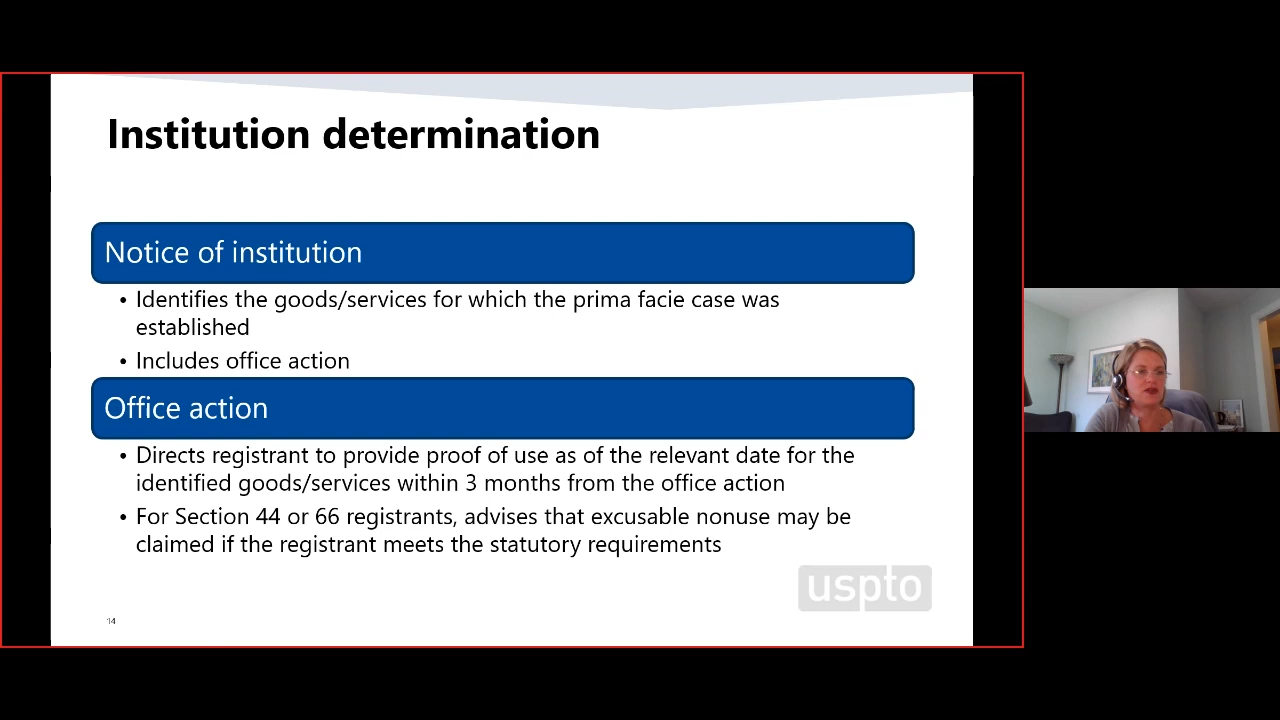 Institution determination
Notice of institution
• Identifies the goods/services for which the prima facie case was
established
• Includes office action
Office action
• Directs registrant to provide proof of use as of the relevant date for the
identified goods/services within 3 months from the office action
• For Section 44 or 66 registrants, advises that excusable nonuse may be
claimed if the registrant meets the statutory requirements
uspto
14